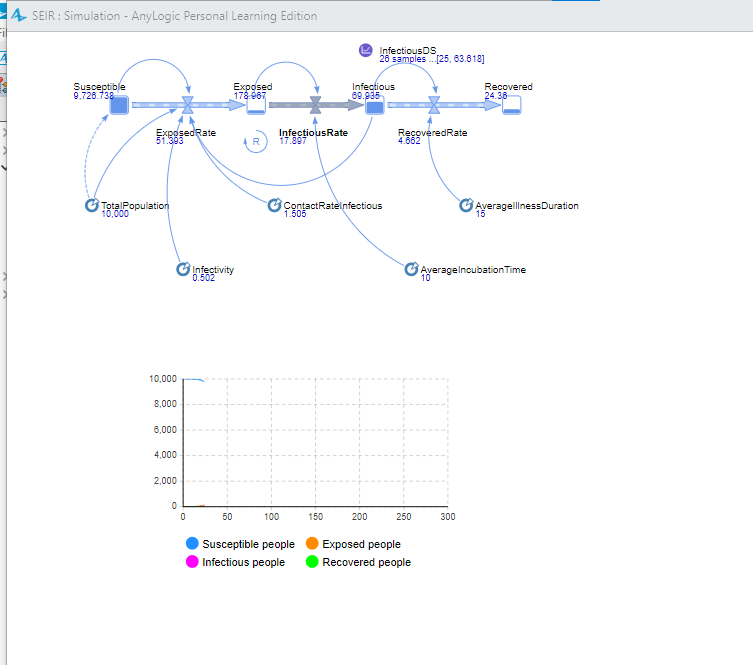 SEIR : Simulation - AnyLogic Personal Learning Edition
InfectiousDS
26 samples ...[25, 63.618]
Susceptible
9,726.738
Exposed
178.967
Infectious
69.935
Recovered
24.36
ExposedRate
51.393
R
InfectiousRate
17.897
RecoveredRate
4.662
TotalPopulation
10,000
ContactRateInfectious
1.505
AverageIllnessDuration
15
Infectivity
0.502
AverageIncubationTime
10
10,000
8,000
6,000
4,000
2,000
0
0 50 100 150 200 250 300
Susceptible people Exposed people
Infectious people Recovered people